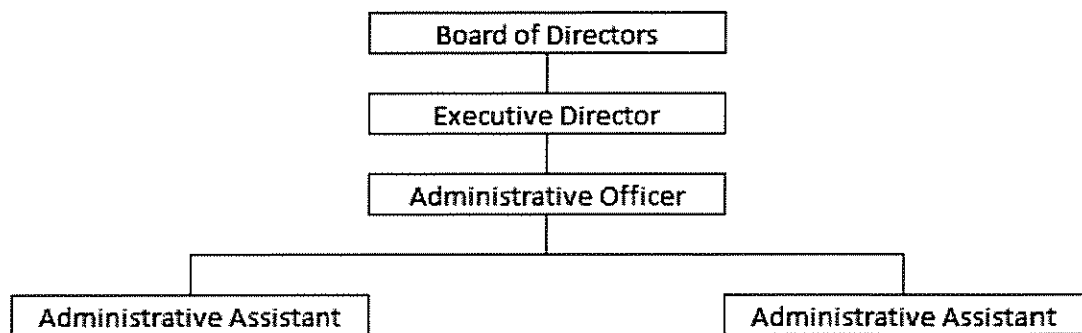 Board of Directors
Executive Director
Administrative Officer
Administrative Assistant
Administrative Assistant